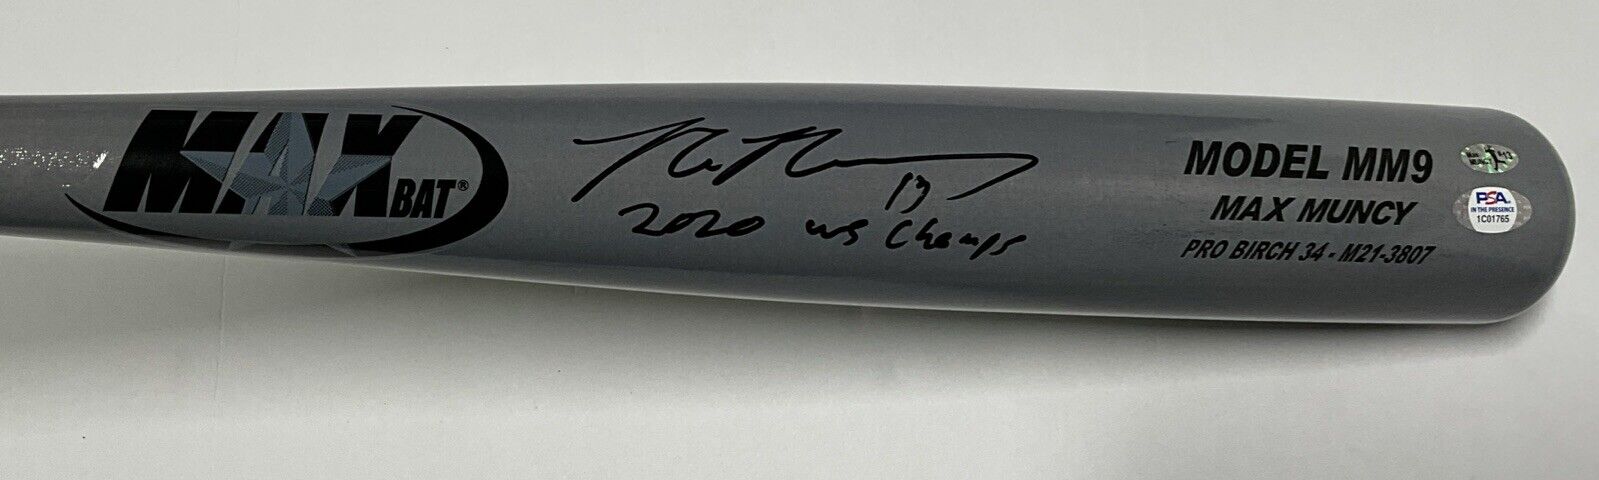 MAX
BAT®
13
2020 WS Champs
MODEL MM9
MAX MUNCY
PRO BIRCH 34 - M21-3807
PSA
IN THE PRESENCE
1C01765